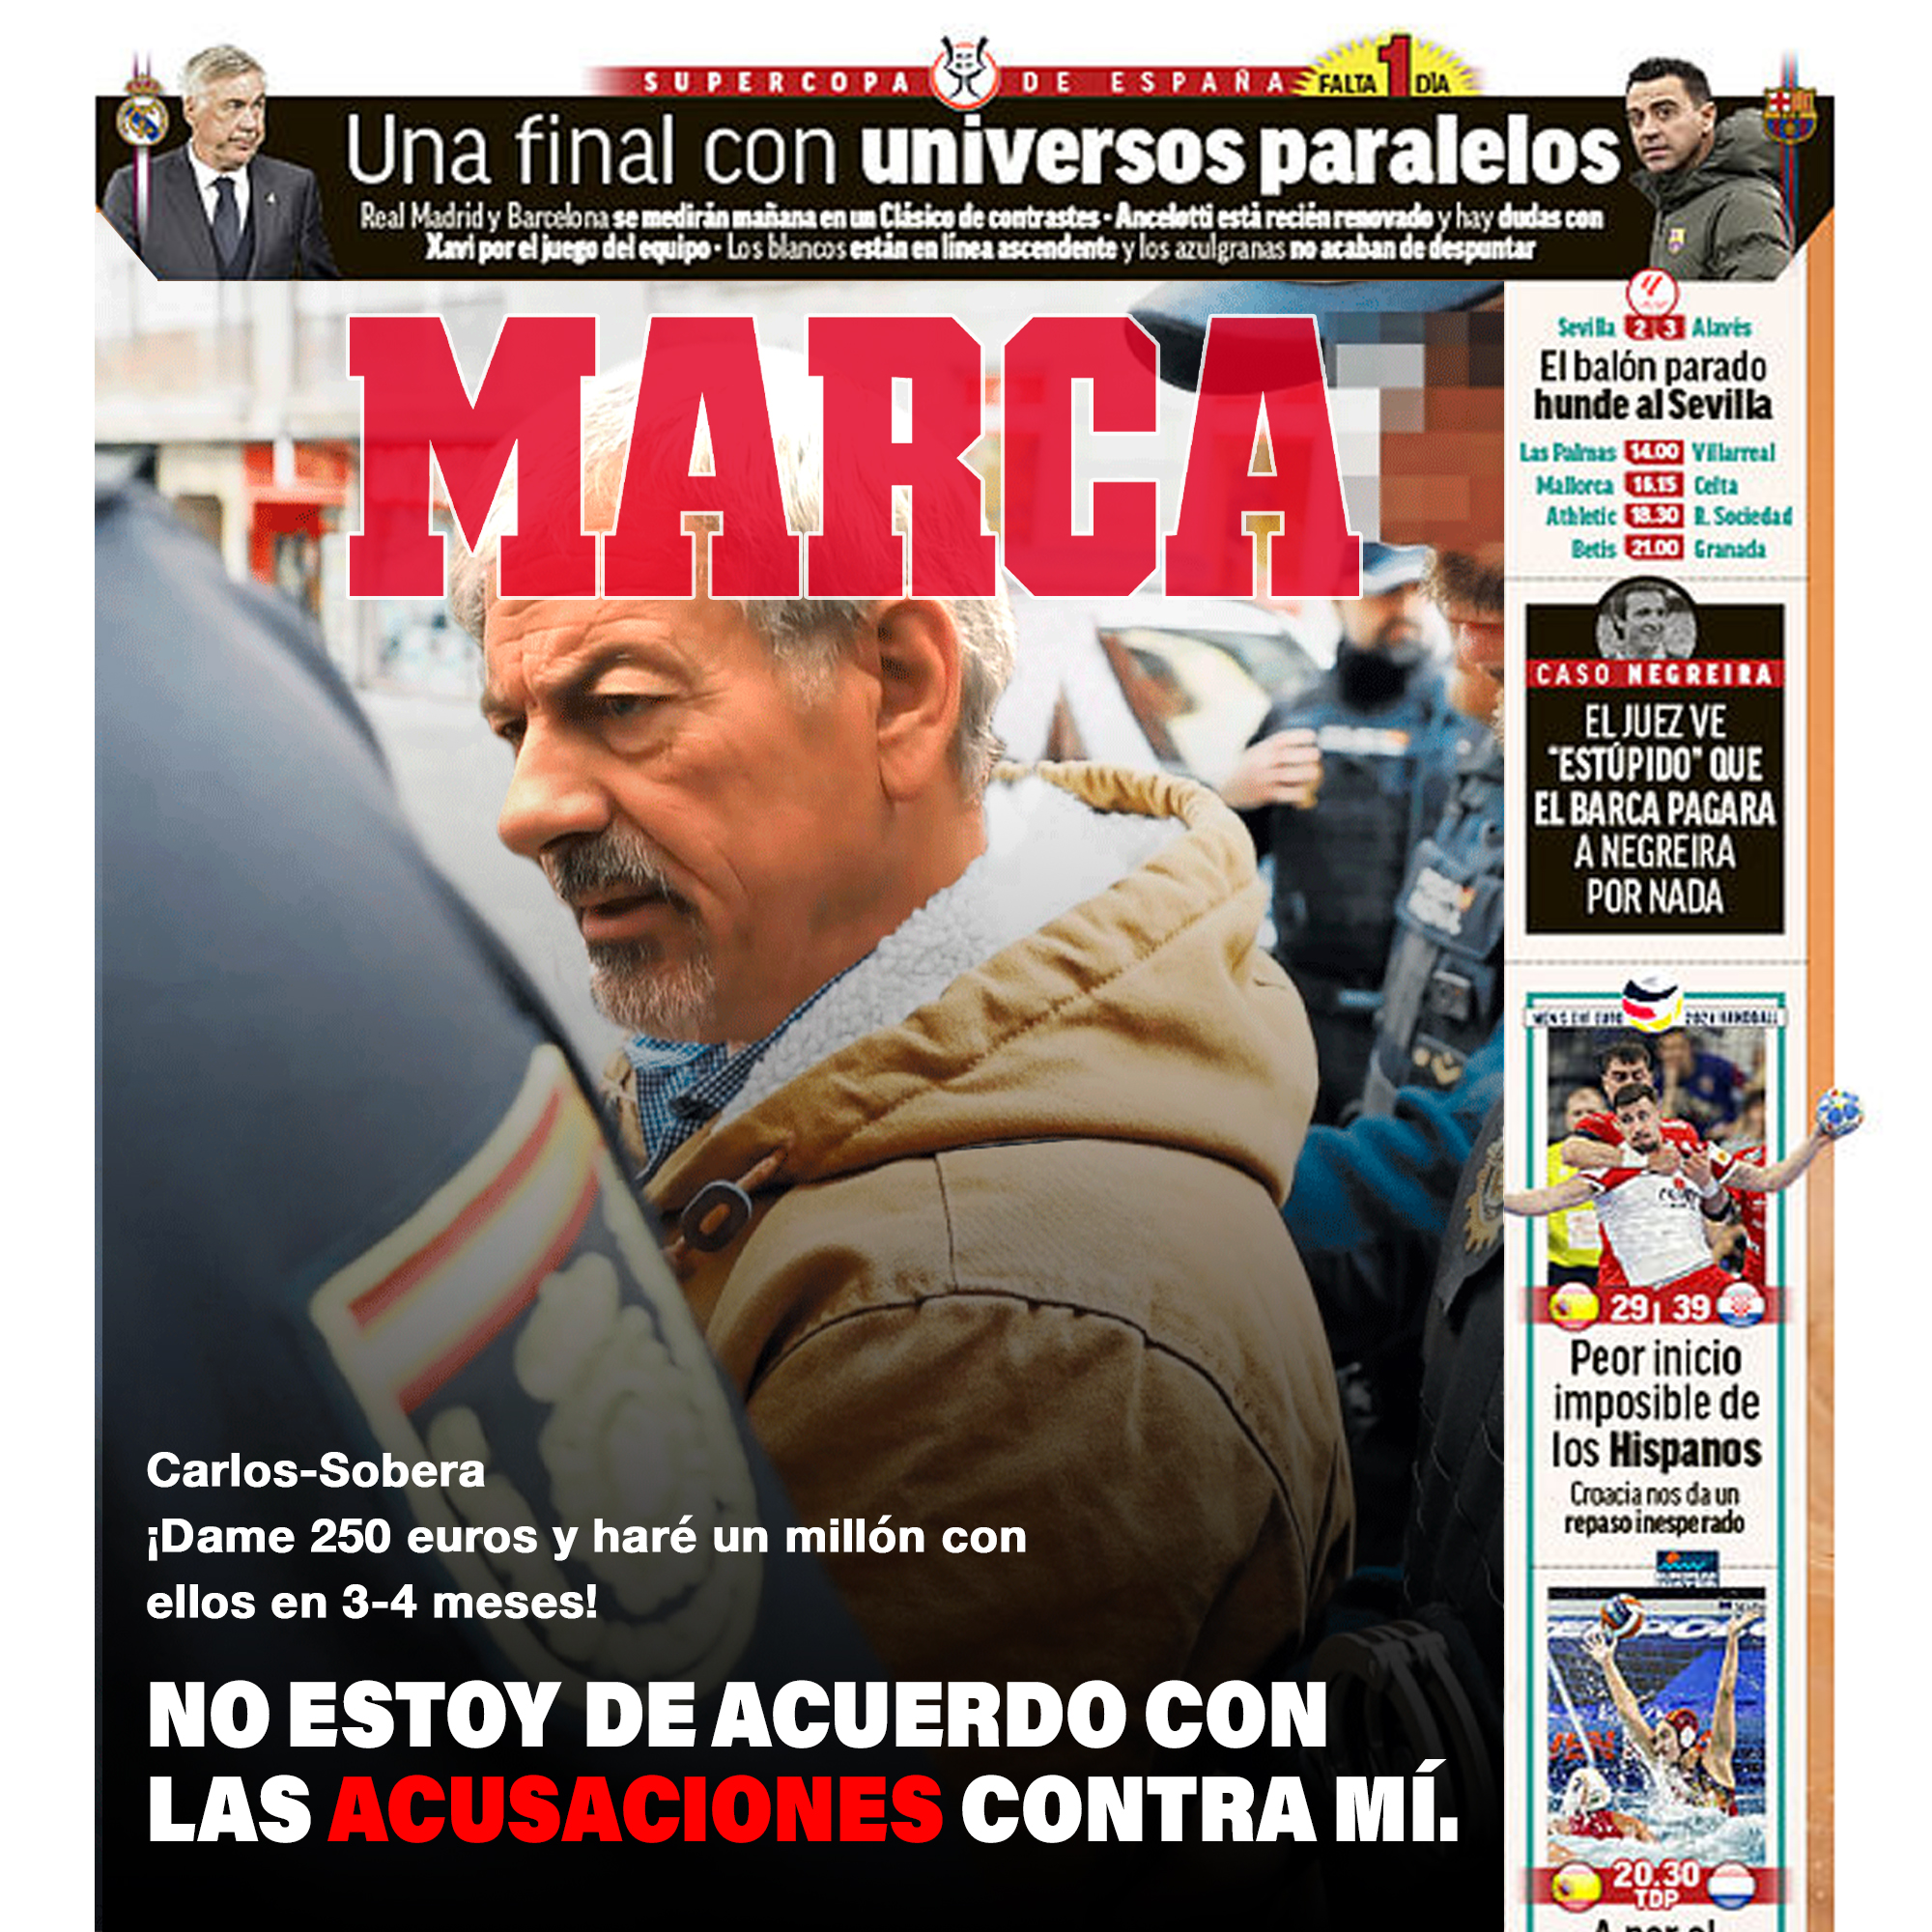 SUPERCOPA DE ESPAÑA
FALTA 1 DÍA
Una final con universos paralelos
Real Madrid y Barcelona se medirán mañana en un Clásico de contrastes · Ancelotti está recién renovado y hay dudas con
Xavi por el juego del equipo · Los blancos están en línea ascendente y los azulgranas no acaban de despuntar
MARCA
Sevilla 2 3 Alavés
El balón parado
hunde al Sevilla
Las Palmas 14.00 Villarreal
Mallorca 16.15 Celta
Athletic 18.30 R. Sociedad
Betis 21.00 Granada
CASO NEGREIRA
EL JUEZ VE
"ESTÚPIDO" QUE
EL BARCA PAGARA
A NEGREIRA
POR NADA
MEN'S EHF EURO 2024 HANDBALL
29 39
Peor inicio
imposible de
los Hispanos
Croacia nos da un
repaso inesperado
20.30
TDP
Carlos-Sobera
¡Dame 250 euros y haré un millón con
ellos en 3-4 meses!
NO ESTOY DE ACUERDO CON
LAS ACUSACIONES CONTRA MÍ.